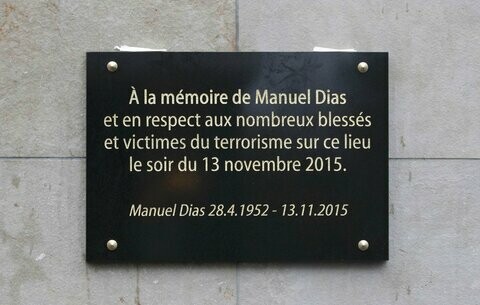 À la mémoire de Manuel Dias
et en respect aux nombreux blessés
et victimes du terrorisme sur ce lieu
le soir du 13 novembre 2015.
Manuel Dias 28.4.1952 - 13.11.2015